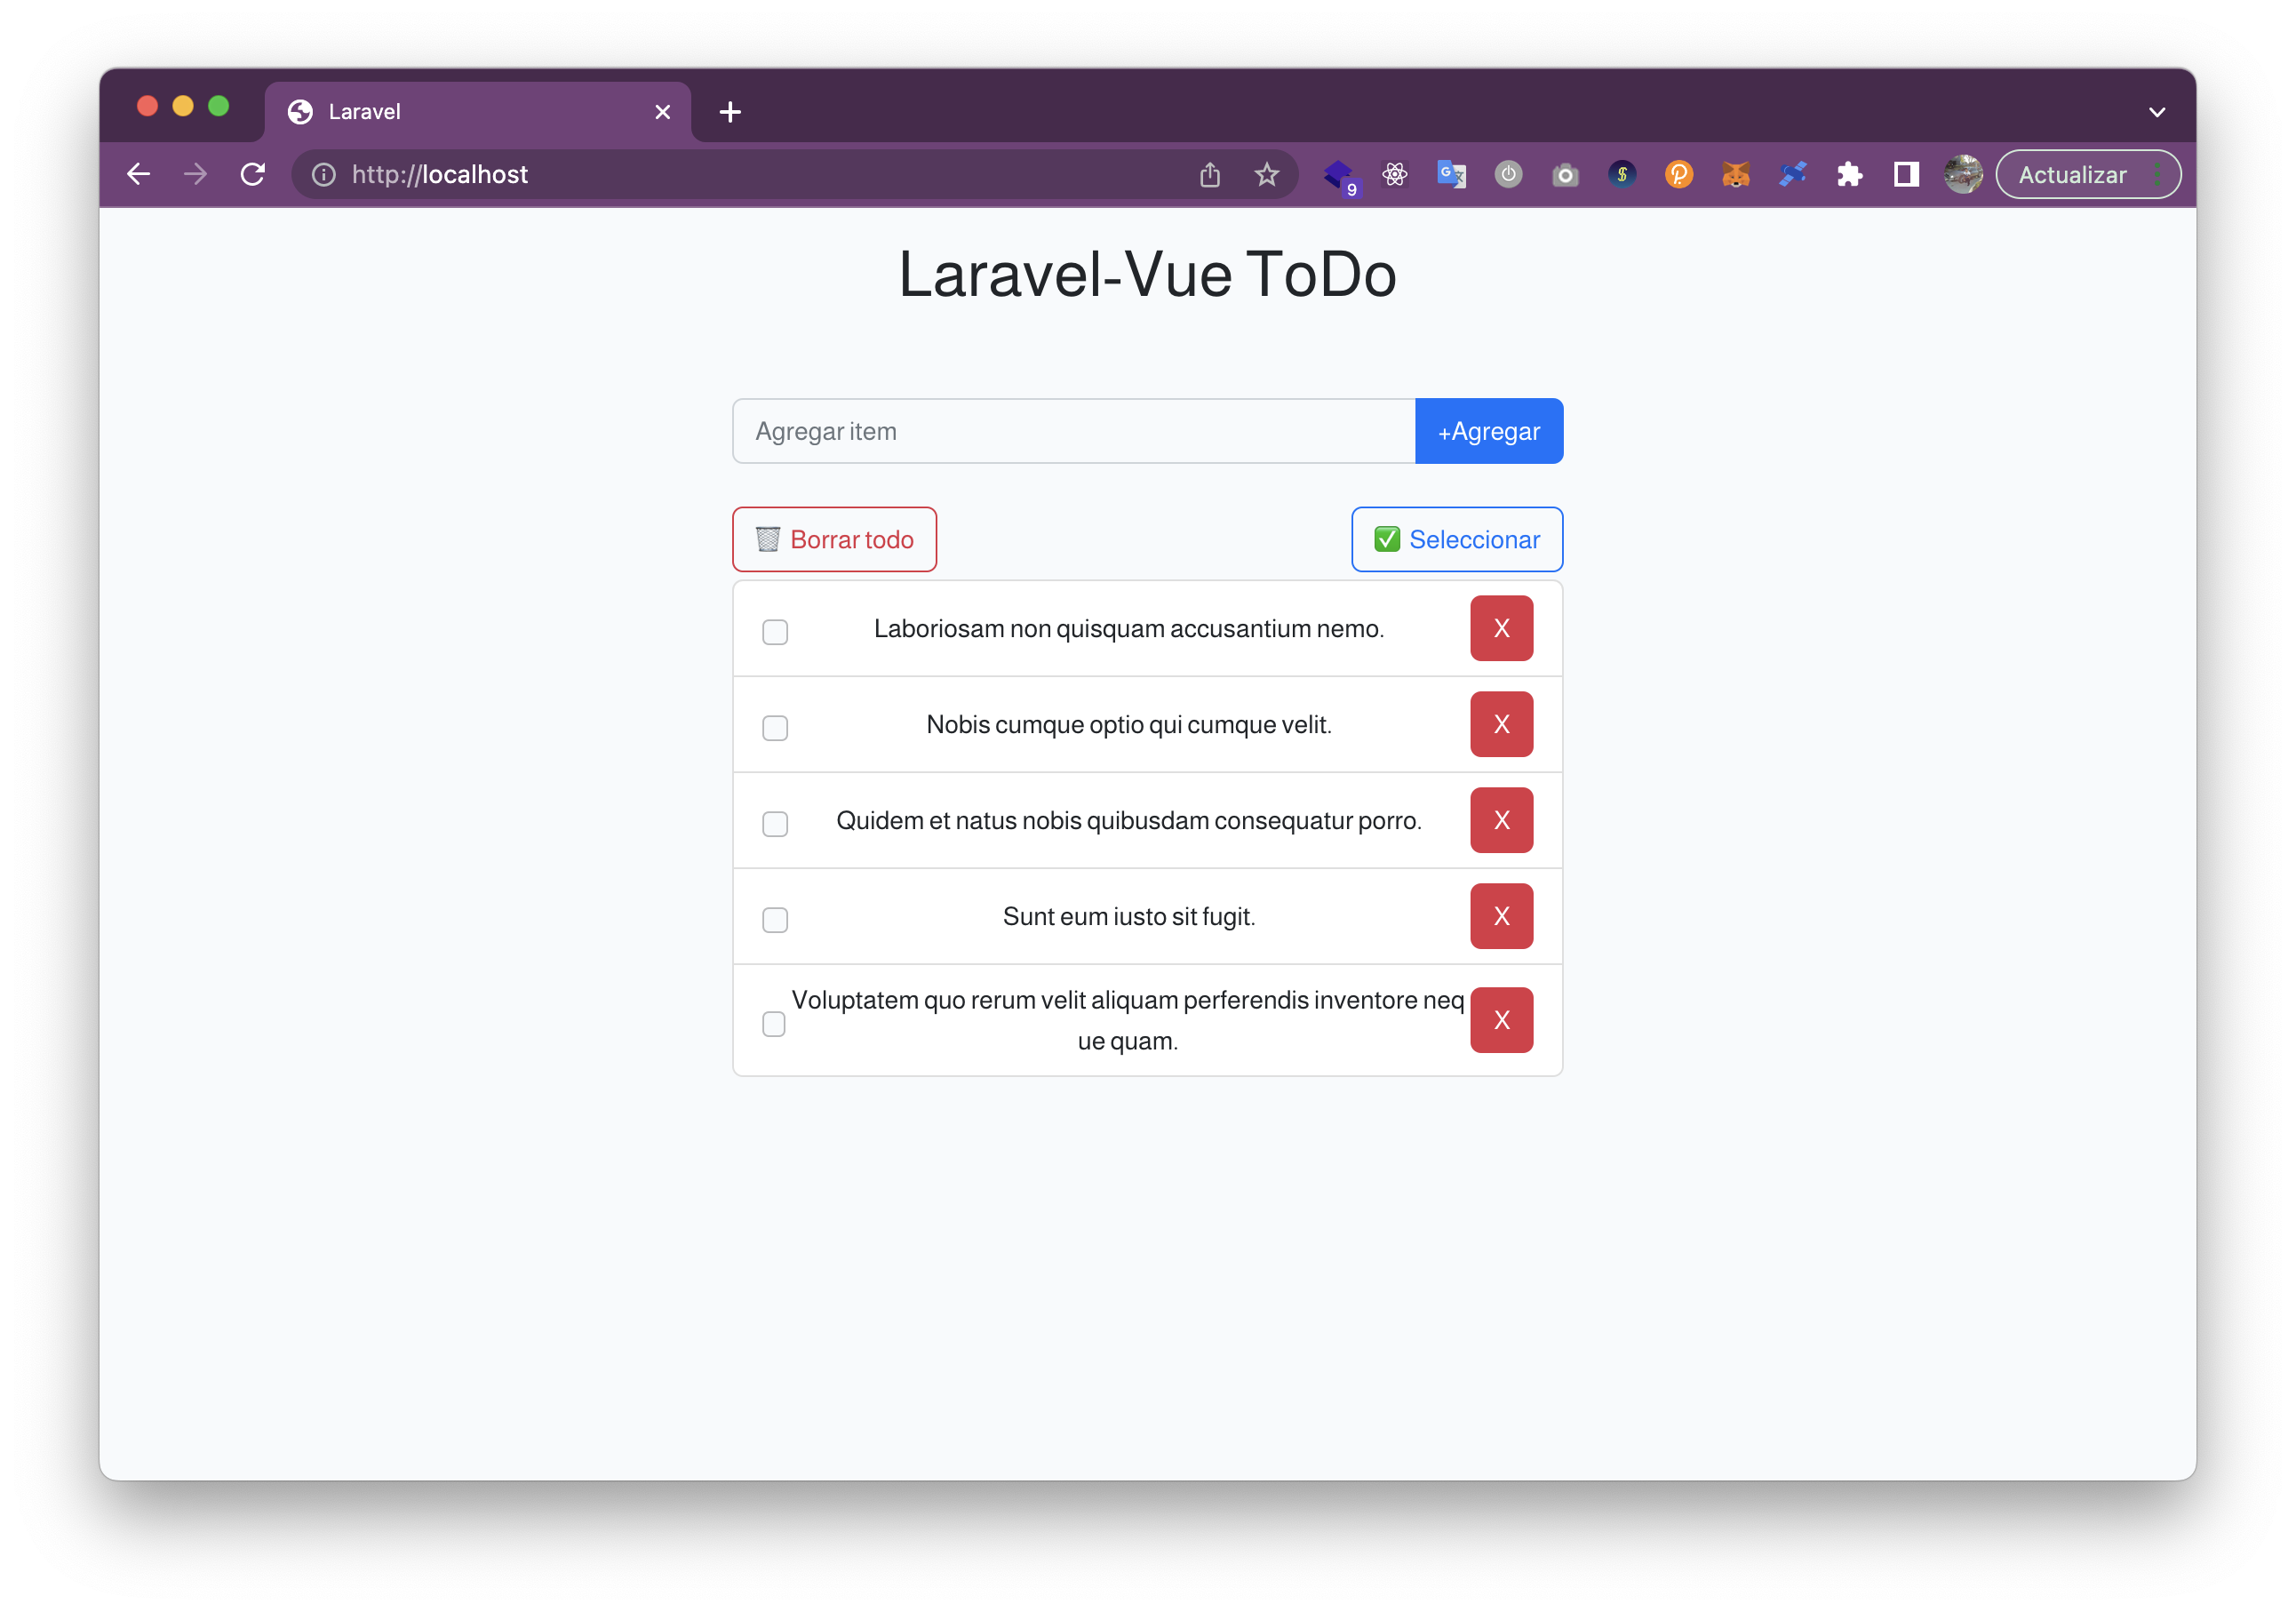 Laravel
http://localhost
9
Actualizar
Laravel-Vue ToDo
Agregar item
+Agregar
Borrar todo
Seleccionar
Laboriosam non quisquam accusantium nemo.
X
Nobis cumque optio qui cumque velit.
X
Quidem et natus nobis quibusdam consequatur porro.
X
Sunt eum iusto sit fugit.
X
Voluptatem quo rerum velit aliquam perferendis inventore neq
ue quam.
X